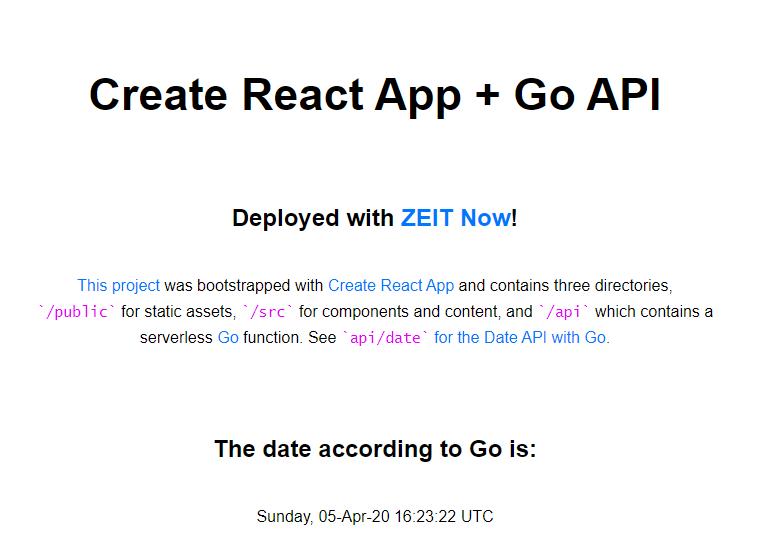 Create React App + Go API
Deployed with ZEIT Now!
This project was bootstrapped with Create React App and contains three directories,
`/public` for static assets, `/src` for components and content, and `/api` which contains a
serverless Go function. See `api/date` for the Date API with Go.
The date according to Go is:
Sunday, 05-Apr-20 16:23:22 UTC